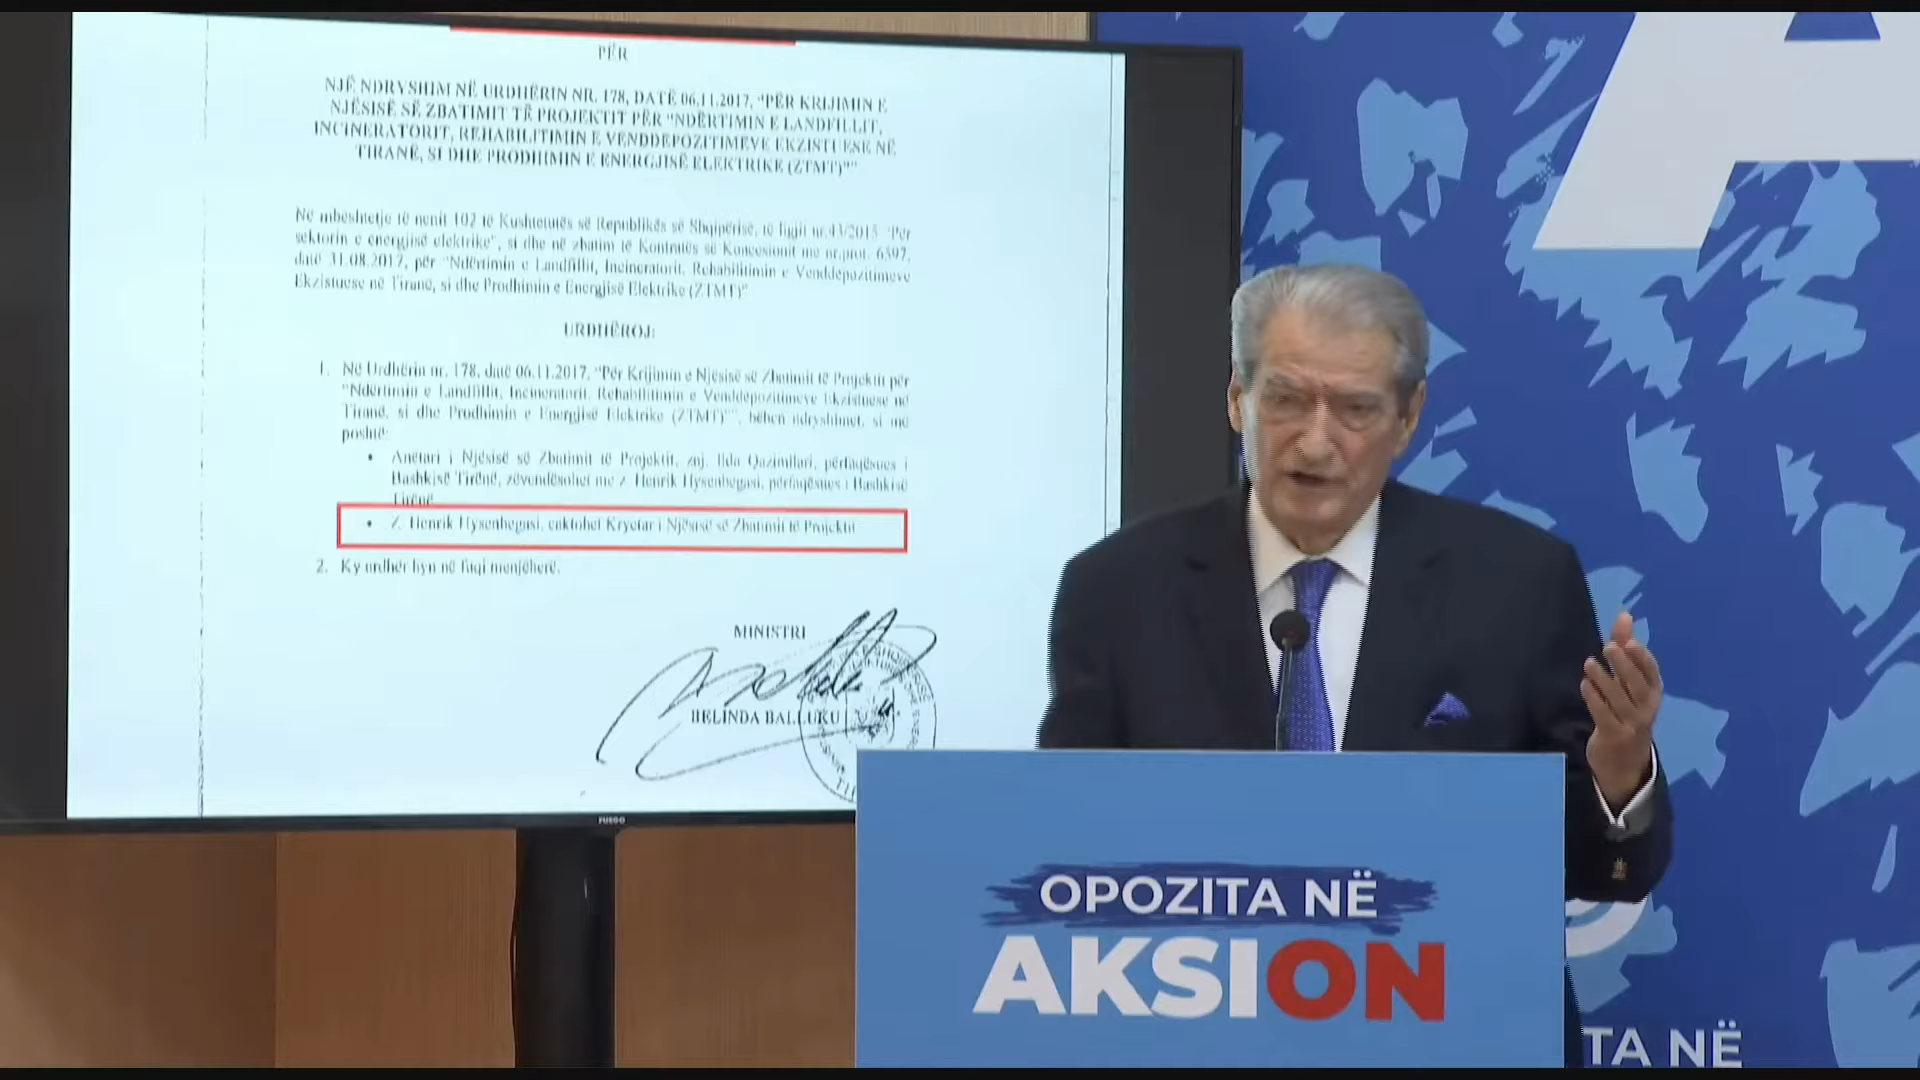 PËR
NJË NDRYSHIM NË URDHËRIN NR. 178, DATË 06.11.2017, "PËR KRIJIMIN E
NJËSISË SË ZBATIMIT TË PROJEKTIT PËR "NDËRTIMIN E LANDFILLIT,
INCINERATORIT, REHABILITIMIN E VENDDEPOZITIMEVE EKZISTUESE NË
TIRANË, SI DHE PRODHIMIN E ENERGJISË ELEKTRIKE (ZTMT)""
Në mbështetje të nenit 102 të Kushtetutës së Republikës së Shqipërisë, të ligjit nr.43/2015 "Për
sektorin e energjisë elektrike", si dhe në zbatim të Kontratës së Koncesionit me nr.prot. 6597,
datë 31.08.2017, për "Ndërtimin e Landfillit, Incineratorit, Rehabilitimin e Venddepozitimeve
Ekzistuese në Tiranë, si dhe Prodhimin e Energjisë Elektrike (ZTMT)"
URDHËROJ:
1. Në Urdhërin nr. 178, datë 06.11.2017, "Për Krijimin e Njësisë së Zbatimit të Projektit për
"Ndërtimin e Landfillit, Incineratorit, Rehabilitimin e Venddepozitimeve Ekzistuese në
Tiranë, si dhe Prodhimin e Energjisë Elektrike (ZTMT)"", bëhen ndryshimet, si më
poshtë:
• Anëtari i Njësisë së Zbatimit të Projektit, znj. Ilda Qazimllari, përfaqësues i
Bashkisë Tiranë, zëvendësohet me Z. Henrik Hysenbegasi, përfaqësues i Bashkisë
Tiranë
• Z. Henrik Hysenbegasi, caktohet Kryetar i Njësisë së Zbatimit të Projektit
2. Ky urdhër hyn në fuqi menjëherë.
MINISTRI
BELINDA BALLUKU
FUEGO
OPOZITA NË
AKSION
A
TA NË